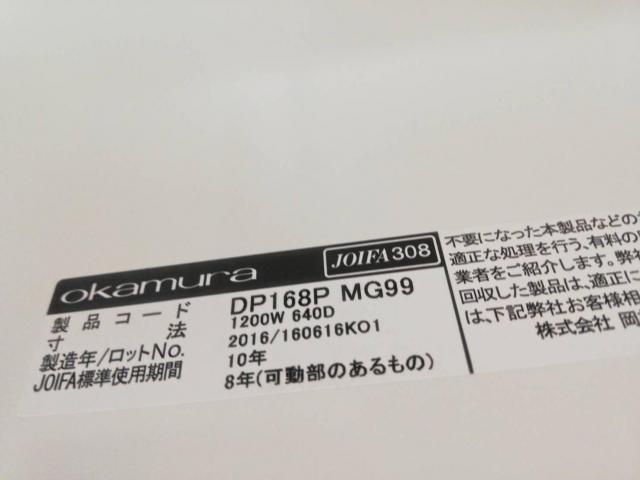 okamura JOIFA308
製品コード DP168P MG99
寸法 1200W 640D
製造年/ロットNo. 2016/160616KO1
JOIFA標準使用期間 10年
8年(可動部のあるもの)
不要になった本製品などの
適正な処理を行う、有料の
業者をご紹介します。弊社
回収した製品は、適正に
は、下記弊社お客様相
株式会社 岡